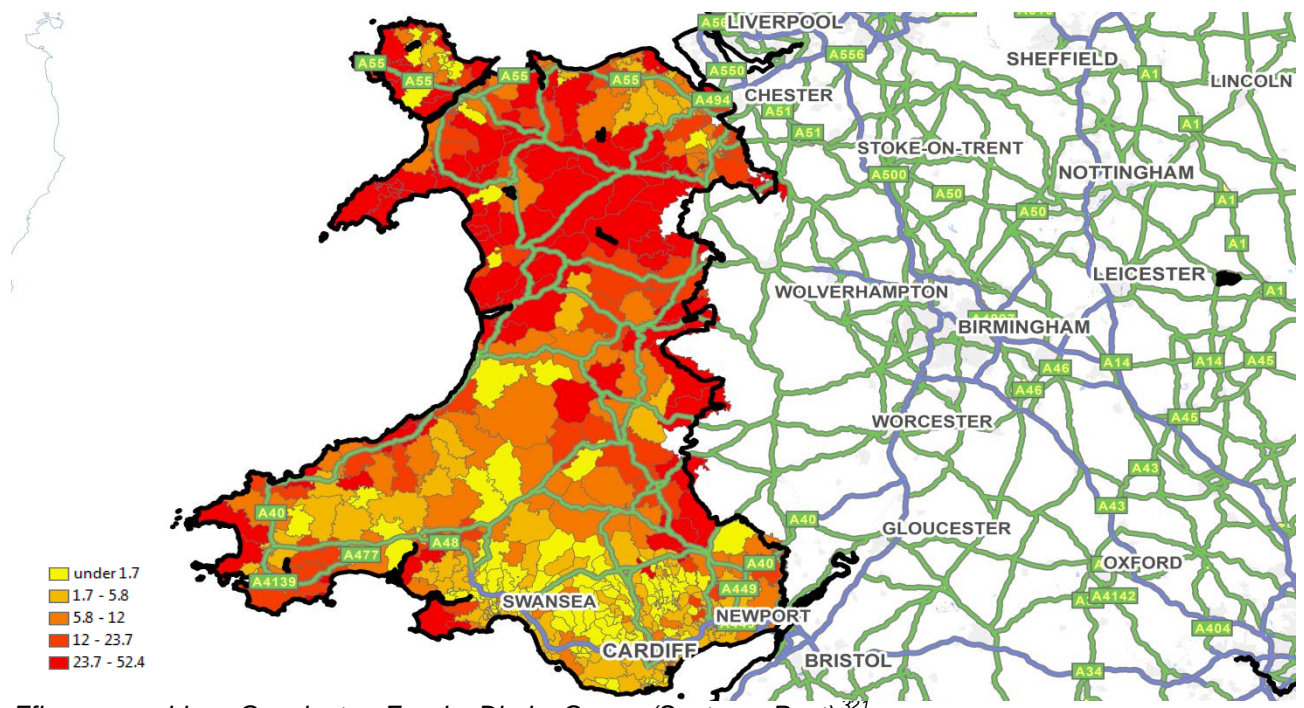 LIVERPOOL
A556
SHEFFIELD
A55
A55
A55
A55
A550
A1
LINCOLN
A494
CHESTER
A51
A51
A1
STOKE-ON-TRENT
A500
A50
A50
NOTTINGHAM
A1
A1
LEICESTER
A1
WOLVERHAMPTON
BIRMINGHAM
A46
A14
A14
A45
A46
WORCESTER
A45
A43
A40
A40
A43
GLOUCESTER
A48
A477
A40
OXFORD
A4139
A449
A4142
SWANSEA
NEWPORT
A404
CARDIFF
BRISTOL
A34
under 1.7
1.7 - 5.8
5.8 - 12
12 - 23.7
23.7 - 52.4
321